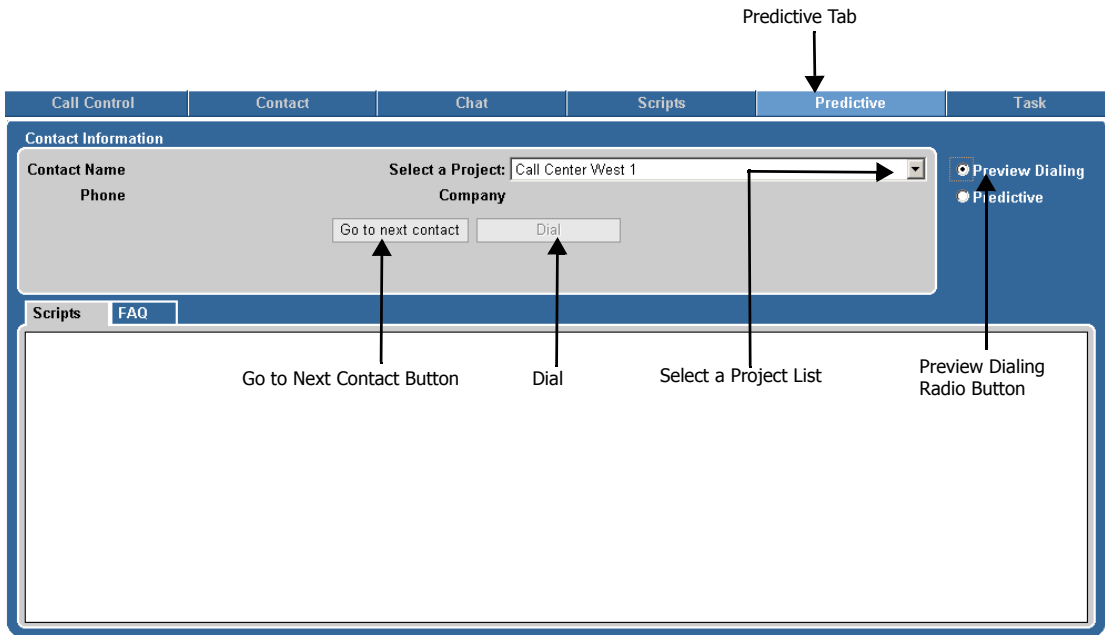 Predictive Tab
Call Control Contact Chat Scripts Predictive Task
Contact Information
Contact Name Select a Project: Call Center West 1 Preview Dialing
Phone Company Predictive
Go to next contact Dial
Scripts FAQ
Go to Next Contact Button Dial Select a Project List Preview Dialing
Radio Button